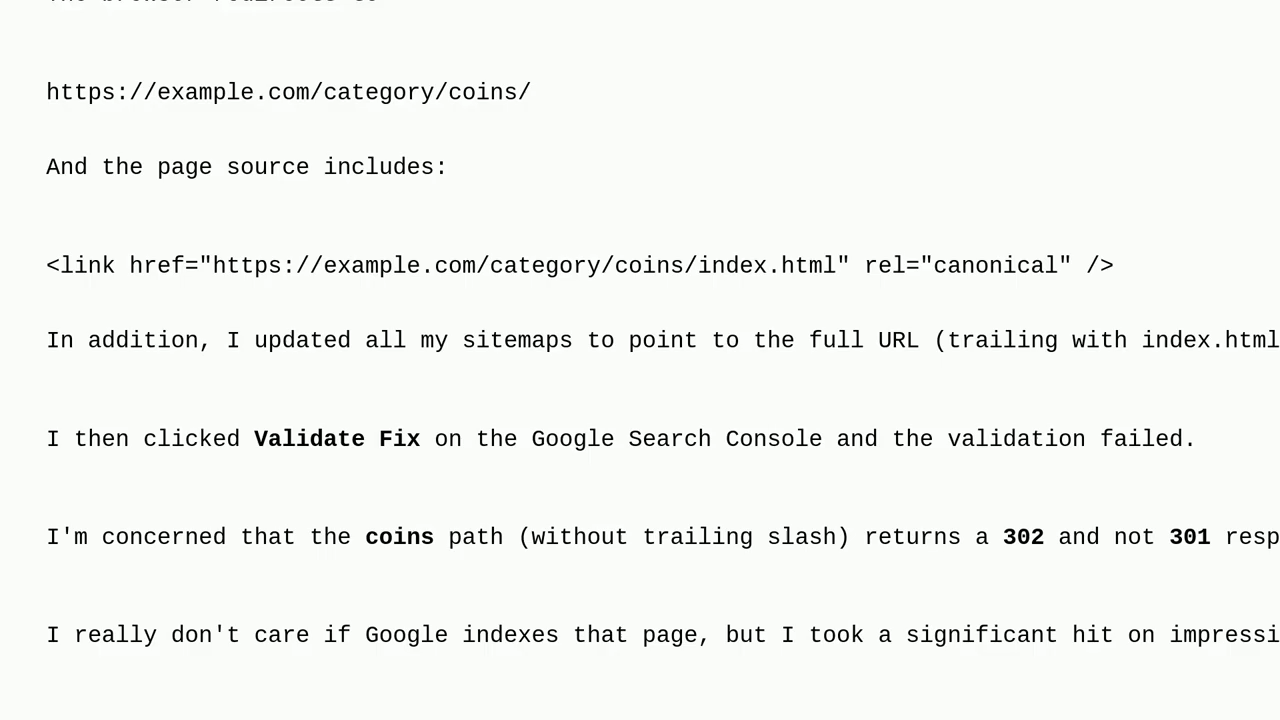 https://example.com/category/coins/
And the page source includes:
<link href="https://example.com/category/coins/index.html" rel="canonical" />
In addition, I updated all my sitemaps to point to the full URL (trailing with index.html
I then clicked Validate Fix on the Google Search Console and the validation failed.
I'm concerned that the coins path (without trailing slash) returns a 302 and not 301 resp
I really don't care if Google indexes that page, but I took a significant hit on impressi